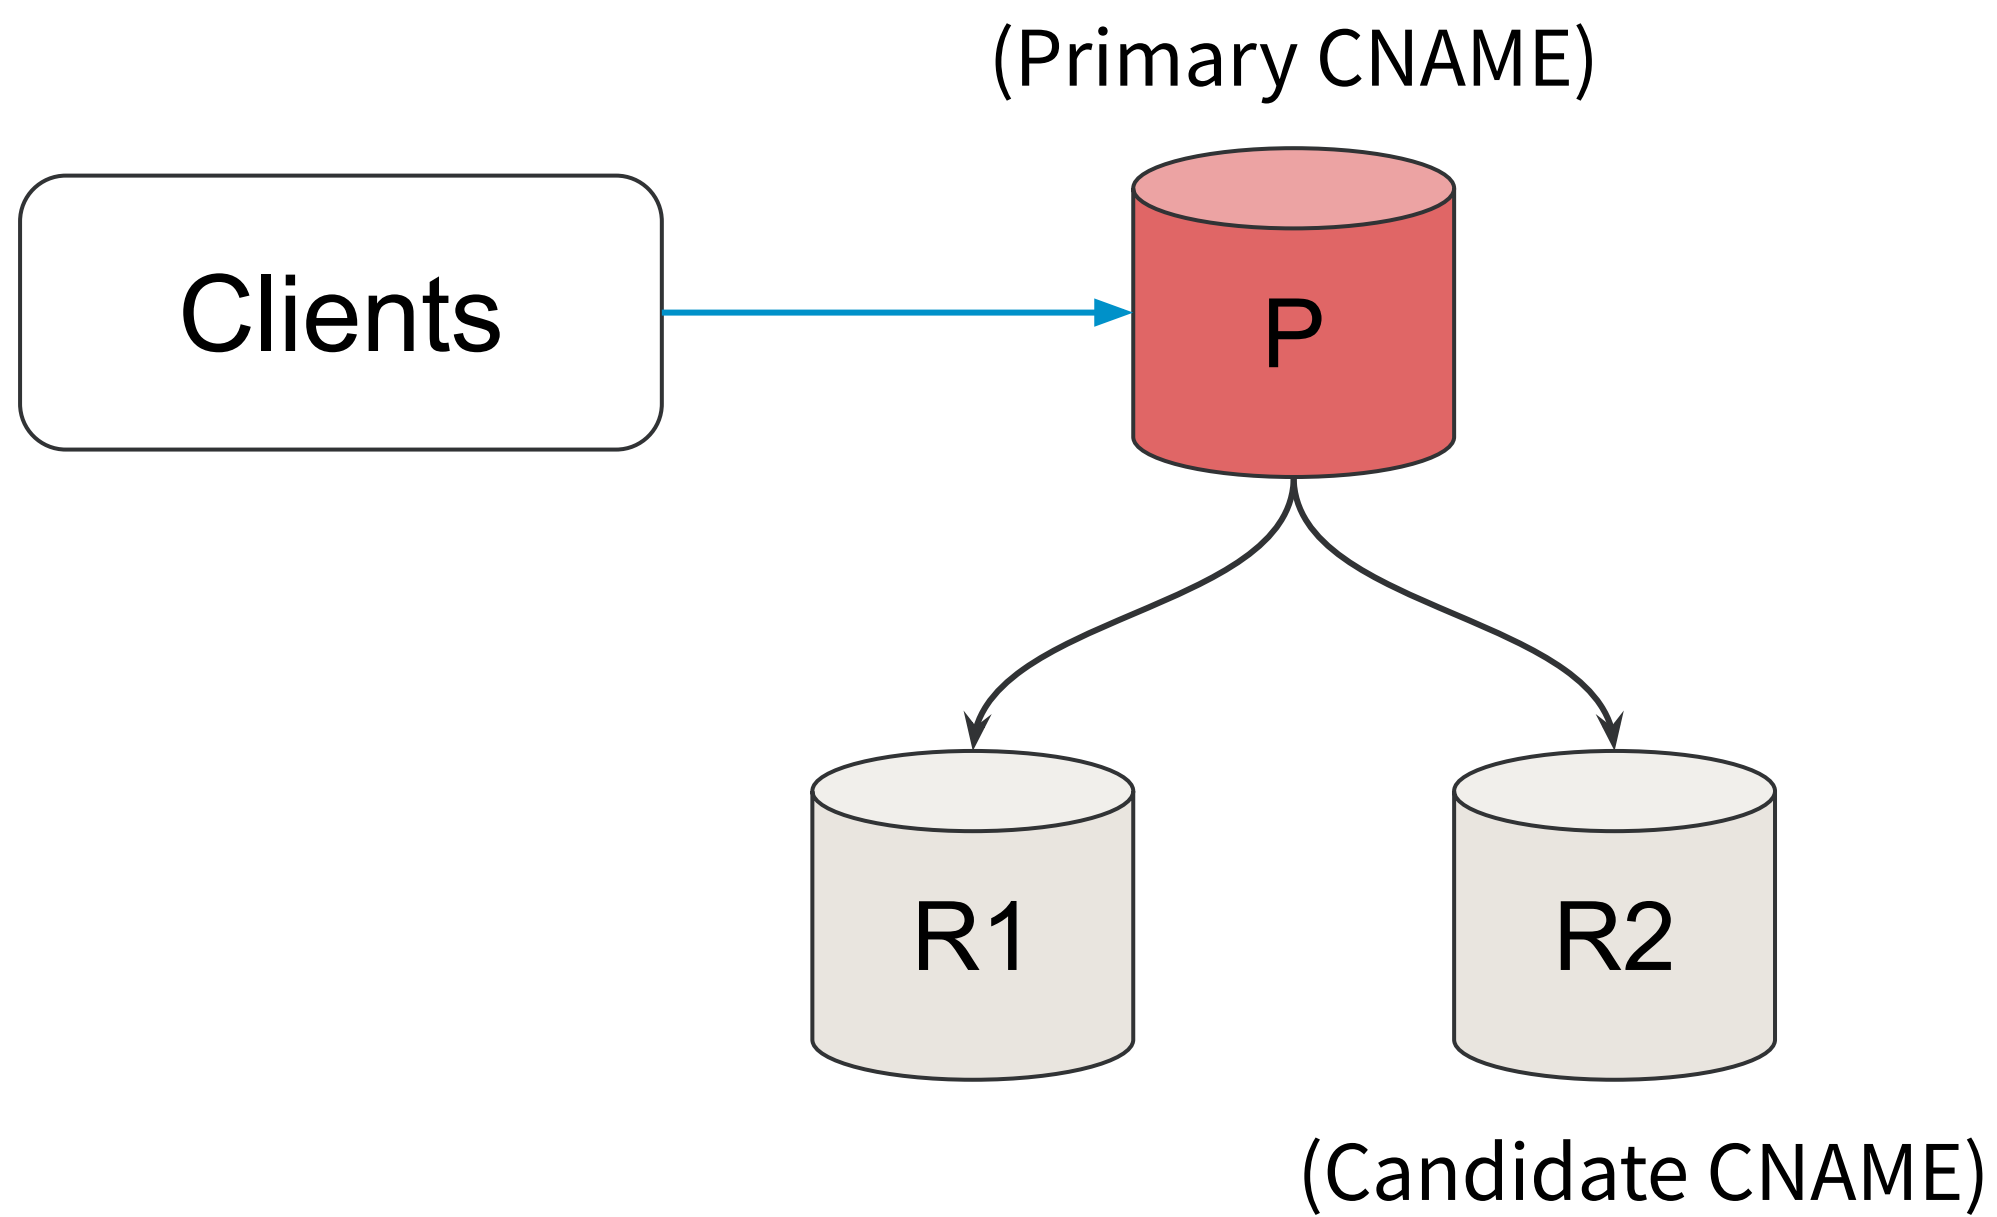 (Primary CNAME)
Clients
P
R1
R2
(Candidate CNAME)